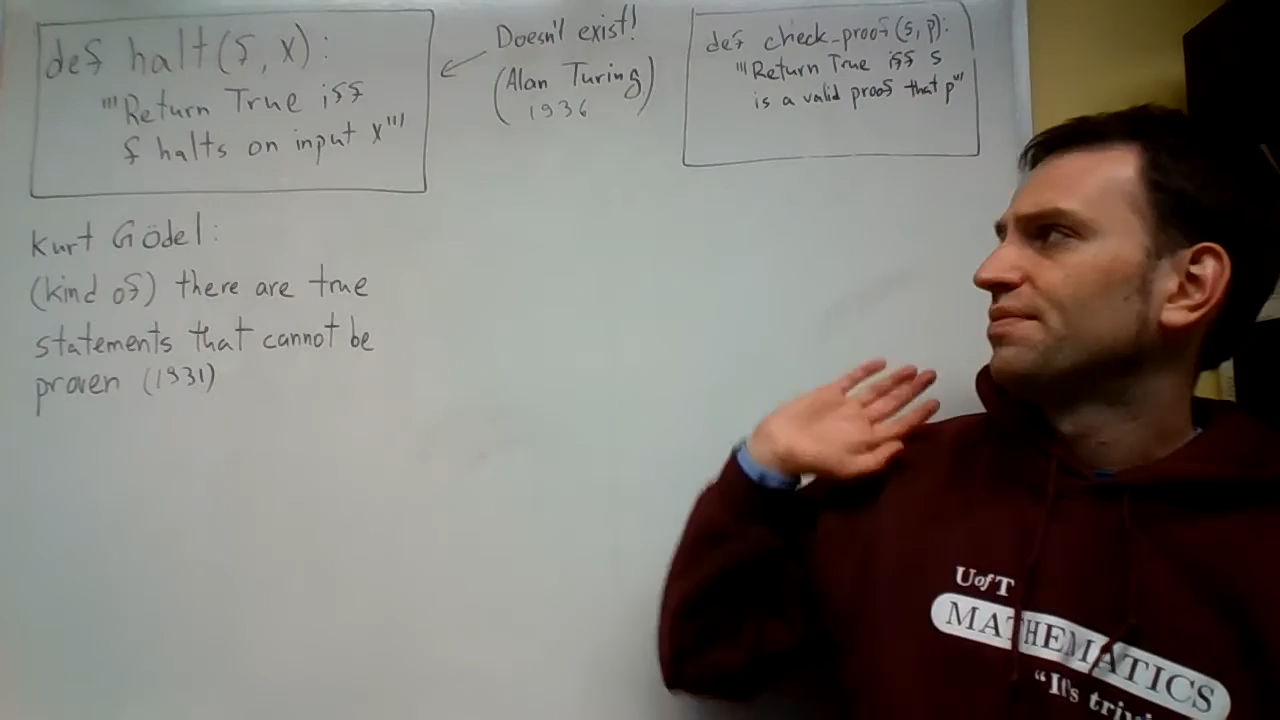 def halt(f, x):
"""Return True iff
f halts on input x"""
Doesn't exist!
(Alan Turing)
1936
def check_proof(s, p):
"""Return True iff s
is a valid proof that p"""
Kurt Gödel:
(kind of) there are true
statements that cannot be
proven (1931)
UofT
MATHEMATICS
"It's